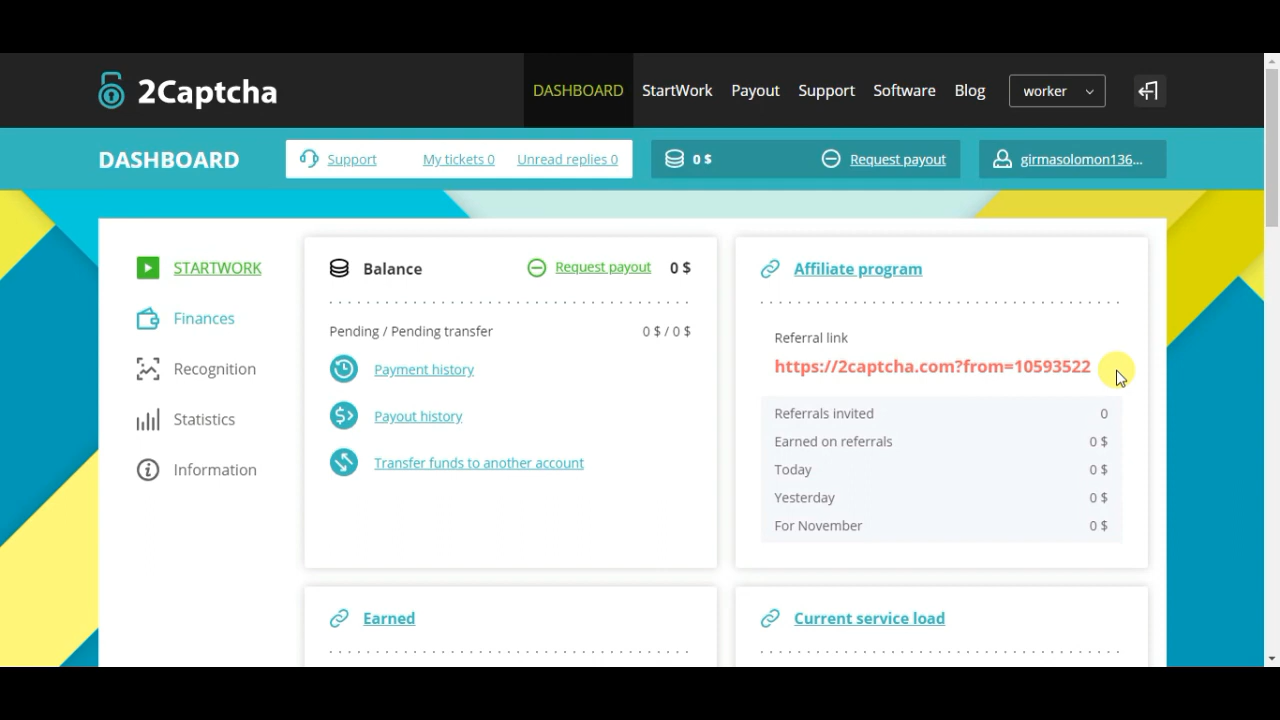 2Captcha
DASHBOARD StartWork Payout Support Software Blog worker
DASHBOARD Support My tickets 0 Unread replies 0 0 $ Request payout girmasolomon136...
STARTWORK
Finances
Recognition
Statistics
Information
Balance Request payout 0 $
Pending / Pending transfer 0 $ / 0 $
Payment history
Payout history
Transfer funds to another account
Affiliate program
Referral link
https://2captcha.com?from=10593522
Referrals invited 0
Earned on referrals 0 $
Today 0 $
Yesterday 0 $
For November 0 $
Earned
Current service load